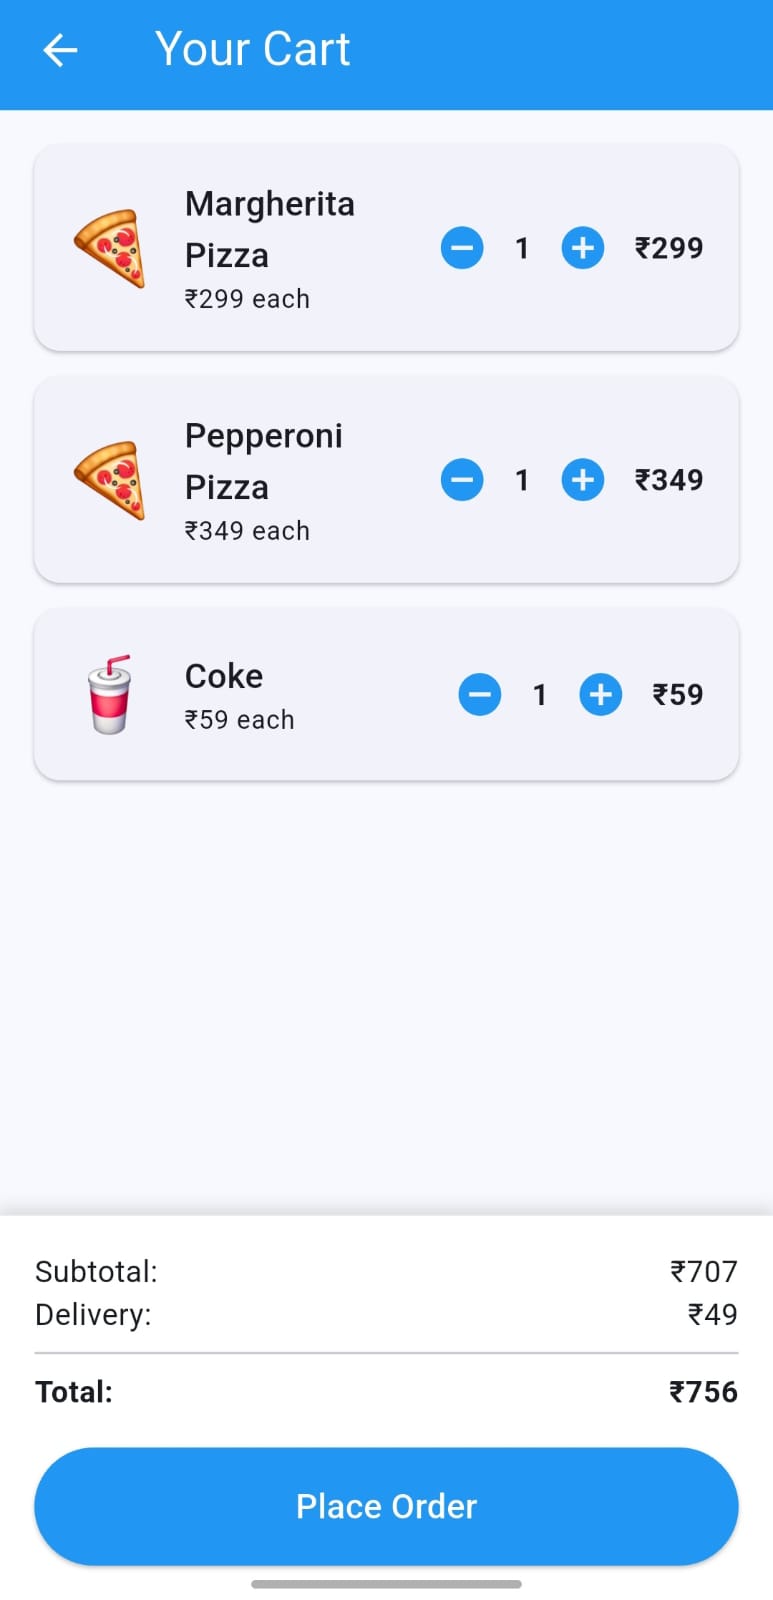 Your Cart
Margherita
Pizza
₹299 each
1
₹299
Pepperoni
Pizza
₹349 each
1
₹349
Coke
₹59 each
1
₹59
Subtotal: ₹707
Delivery: ₹49
Total: ₹756
Place Order